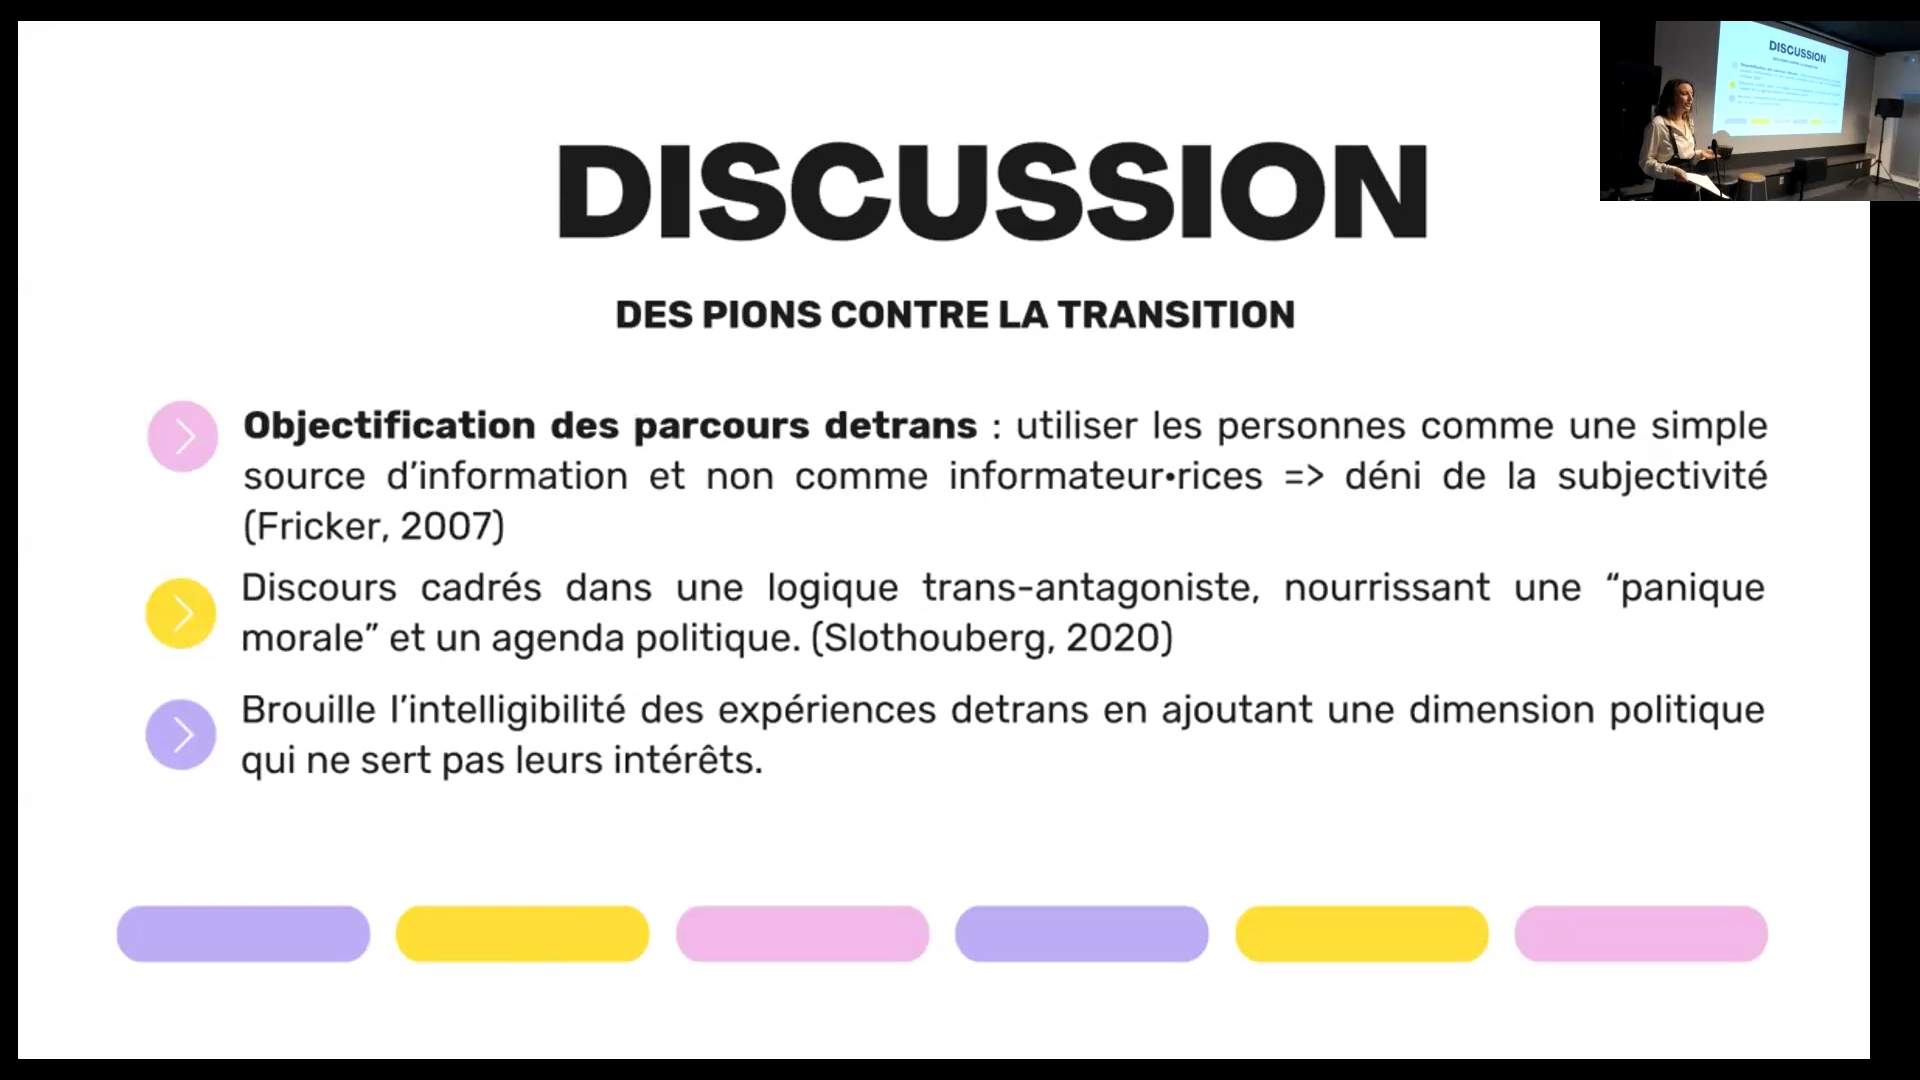 DISCUSSION
DES PIONS CONTRE LA TRANSITION
Objectification des parcours detrans : utiliser les personnes comme une simple
source d’information et non comme informateur•rices => déni de la subjectivité
(Fricker, 2007)
Discours cadrés dans une logique trans-antagoniste, nourrissant une “panique
morale” et un agenda politique. (Slothouberg, 2020)
Brouille l’intelligibilité des expériences detrans en ajoutant une dimension politique
qui ne sert pas leurs intérêts.
DISCUSSION